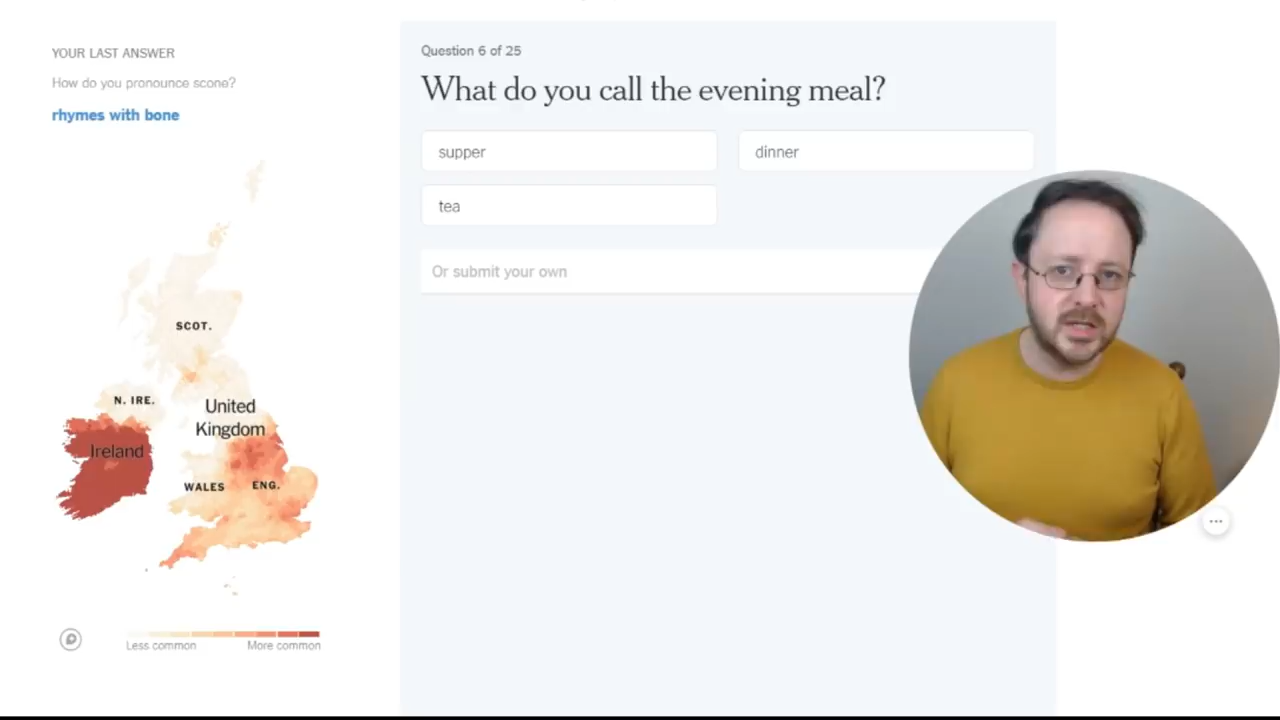 YOUR LAST ANSWER
How do you pronounce scone?
rhymes with bone
SCOT.
N. IRE.
United
Kingdom
Ireland
WALES
ENG.
Less common
More common
Question 6 of 25
What do you call the evening meal?
supper
dinner
tea
Or submit your own